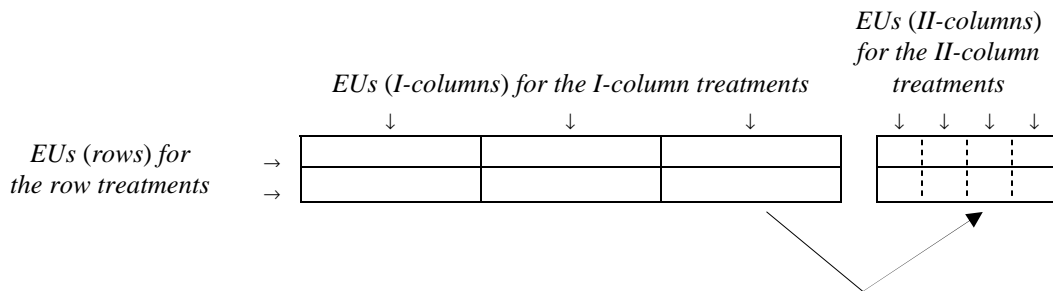 EUs (II-columns)
for the II-column
treatments
EUs (I-columns) for the I-column treatments
↓ ↓ ↓ ↓ ↓ ↓ ↓
EUs (rows) for
the row treatments
→
→